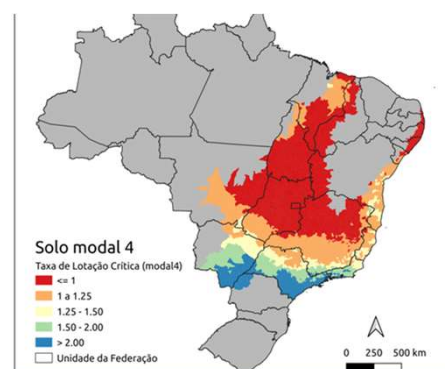 Solo modal 4
Taxa de Lotação Crítica (modal4)
<= 1
1 a 1.25
1.25 - 1.50
1.50 - 2.00
> 2.00
Unidade da Federação
0 250 500 km